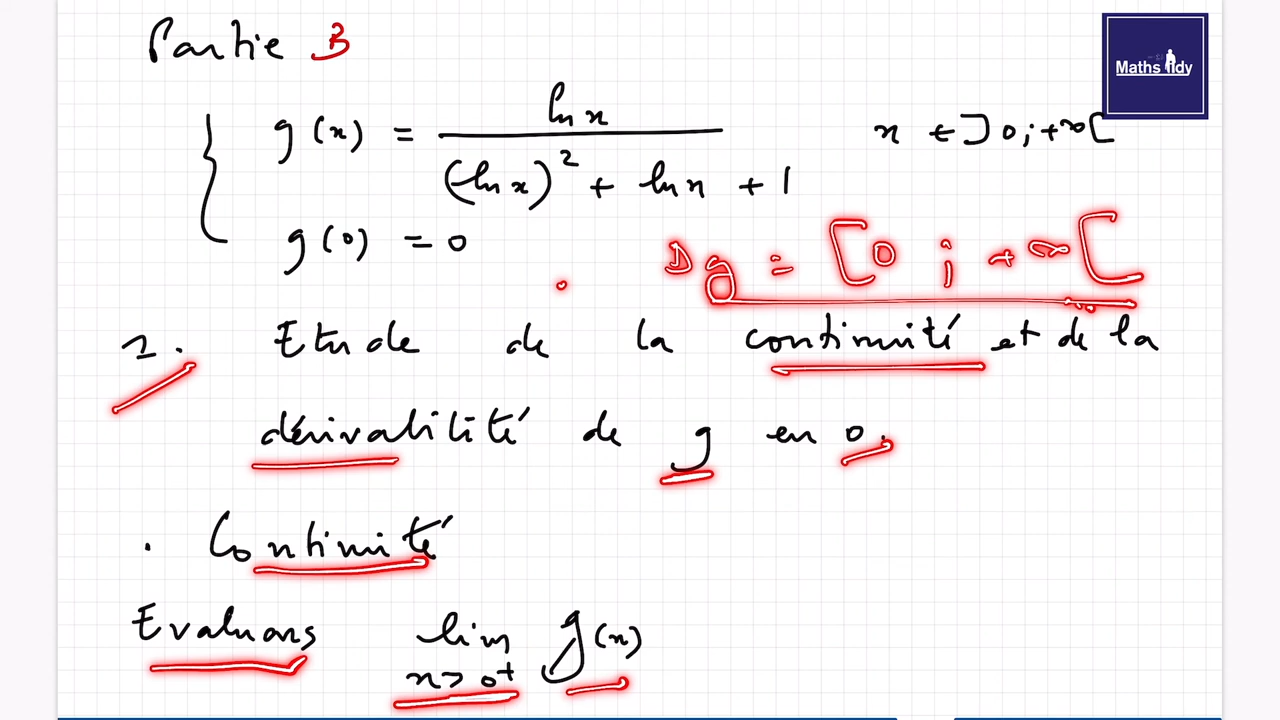 Partie B
Maths Tidy
g(x) = ln x / ((ln x)² + ln x + 1) x ∈ ]0;+∞[
g(0) = 0
Dg = [0 ; +∞[
2. Etude de la continuité et de la
dérivabilité de g en 0.
. Continuité
Evaluons lim x→0⁺ g(x)